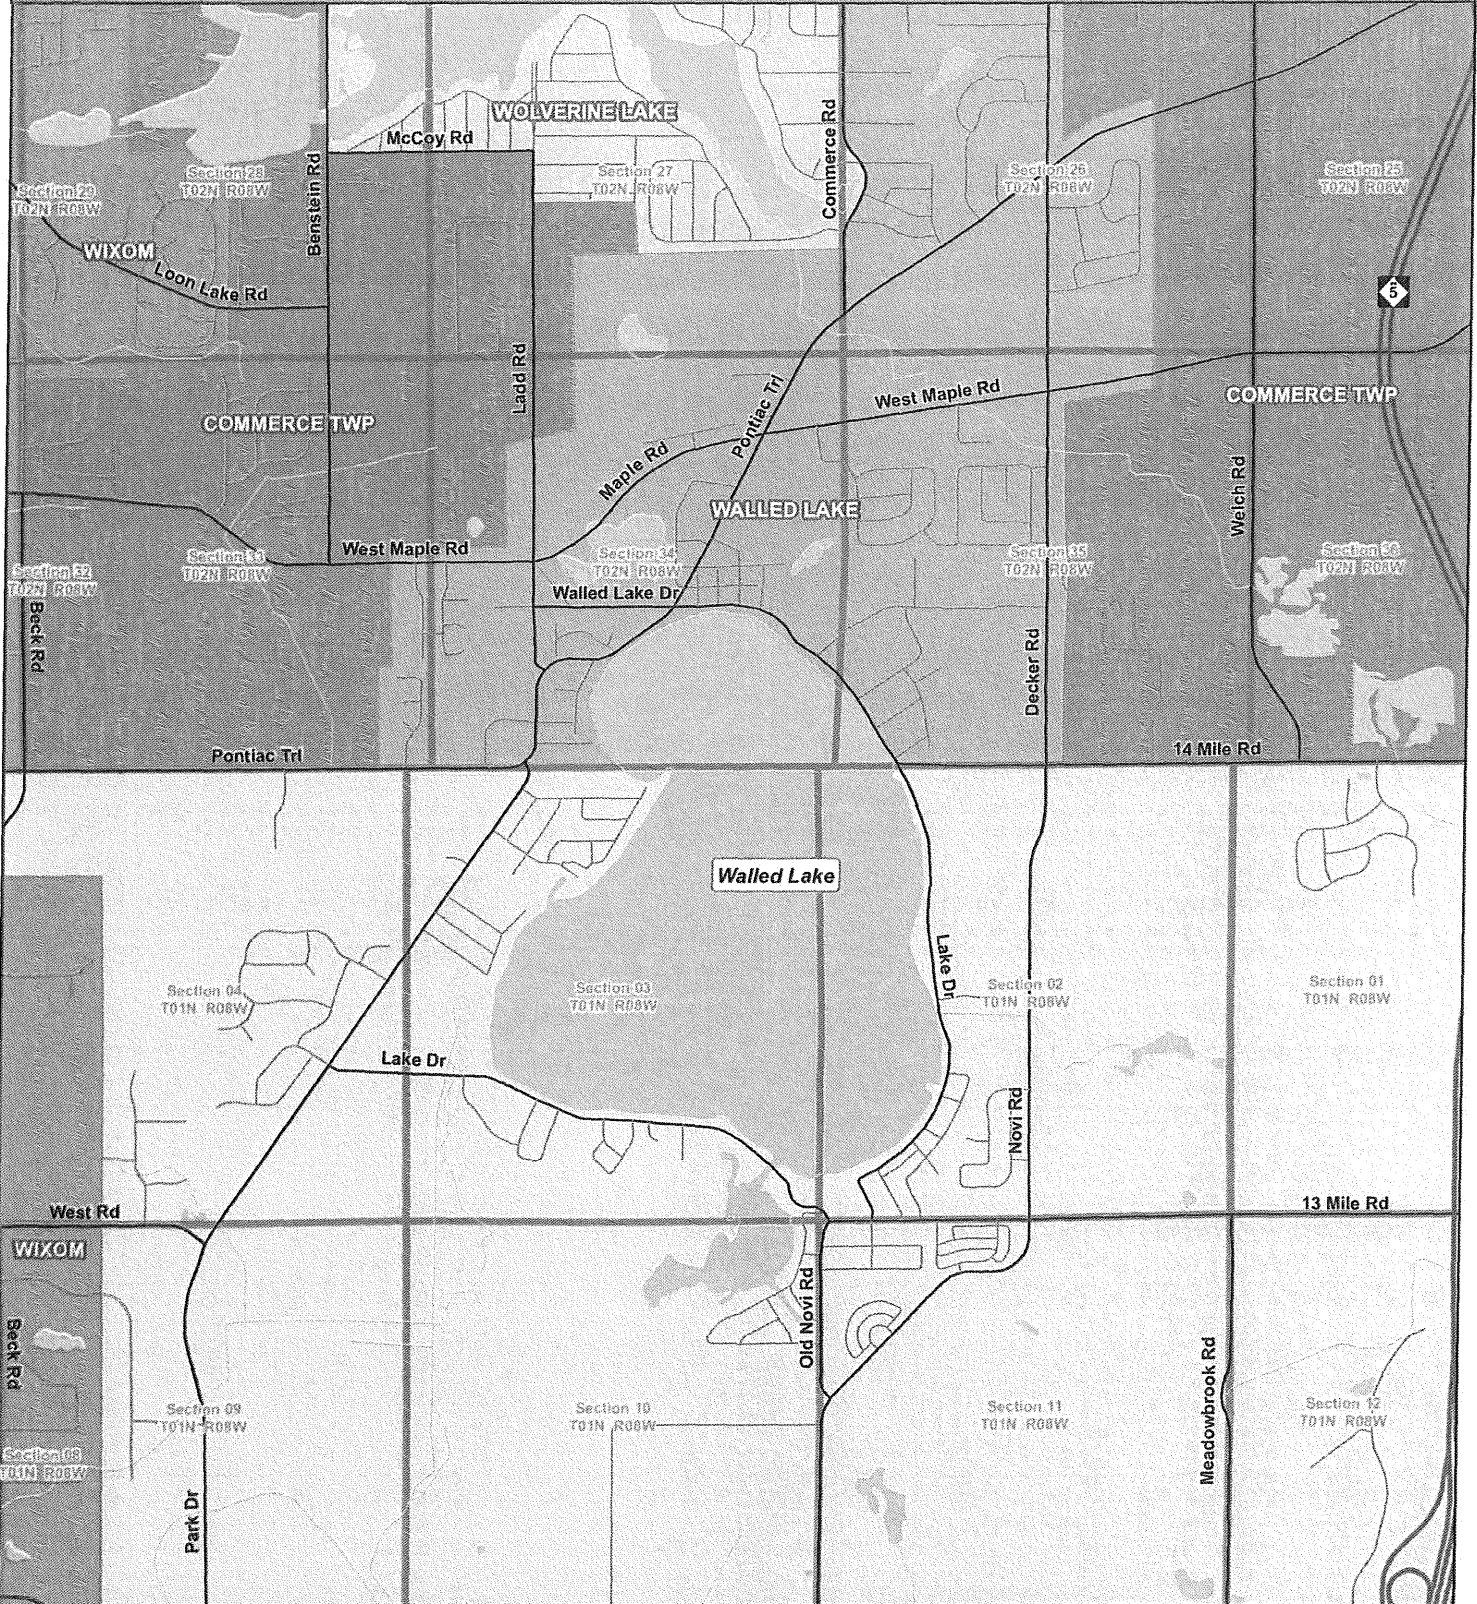 WOLVERINE LAKE
McCoy Rd
Commerce Rd
Benstein Rd
Section 29
T02N R08W
Section 28
T02N R08W
Section 27
T02N R08W
Section 26
T02N R08W
Section 25
T02N R08W
WIXOM
Loon Lake Rd
5
Ladd Rd
Pontiac Trl
West Maple Rd
COMMERCE TWP
COMMERCE TWP
Maple Rd
WALLED LAKE
Welch Rd
West Maple Rd
Section 32
T02N R08W
Section 33
T02N R08W
Section 34
T02N R08W
Section 35
T02N R08W
Section 36
T02N R08W
Walled Lake Dr
Beck Rd
Decker Rd
Pontiac Trl
14 Mile Rd
Walled Lake
Lake Dr
Section 04
T01N R08W
Section 03
T01N R08W
Section 02
T01N R08W
Section 01
T01N R08W
Lake Dr
Novi Rd
West Rd
13 Mile Rd
WIXOM
Old Novi Rd
Beck Rd
Meadowbrook Rd
Section 09
T01N R08W
Section 10
T01N R08W
Section 11
T01N R08W
Section 12
T01N R08W
Section 08
T01N R08W
Park Dr